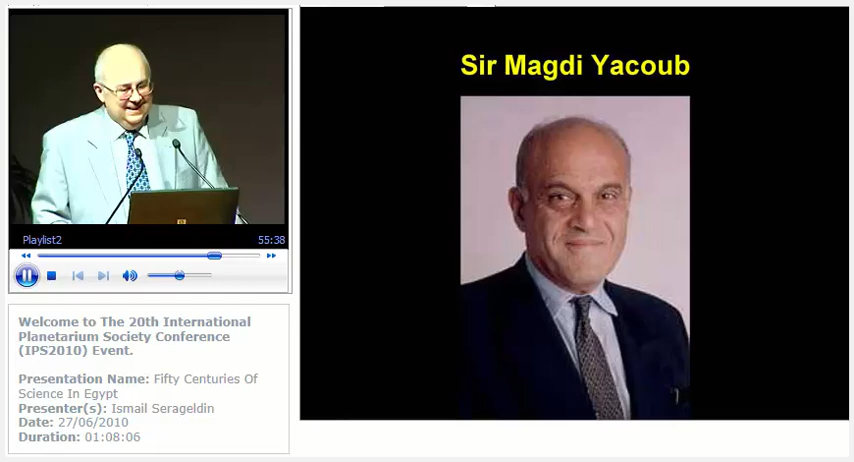 Sir Magdi Yacoub
Playlist2 55:38
Welcome to The 20th International
Planetarium Society Conference
(IPS2010) Event.
Presentation Name: Fifty Centuries Of
Science In Egypt
Presenter(s): Ismail Serageldin
Date: 27/06/2010
Duration: 01:08:06